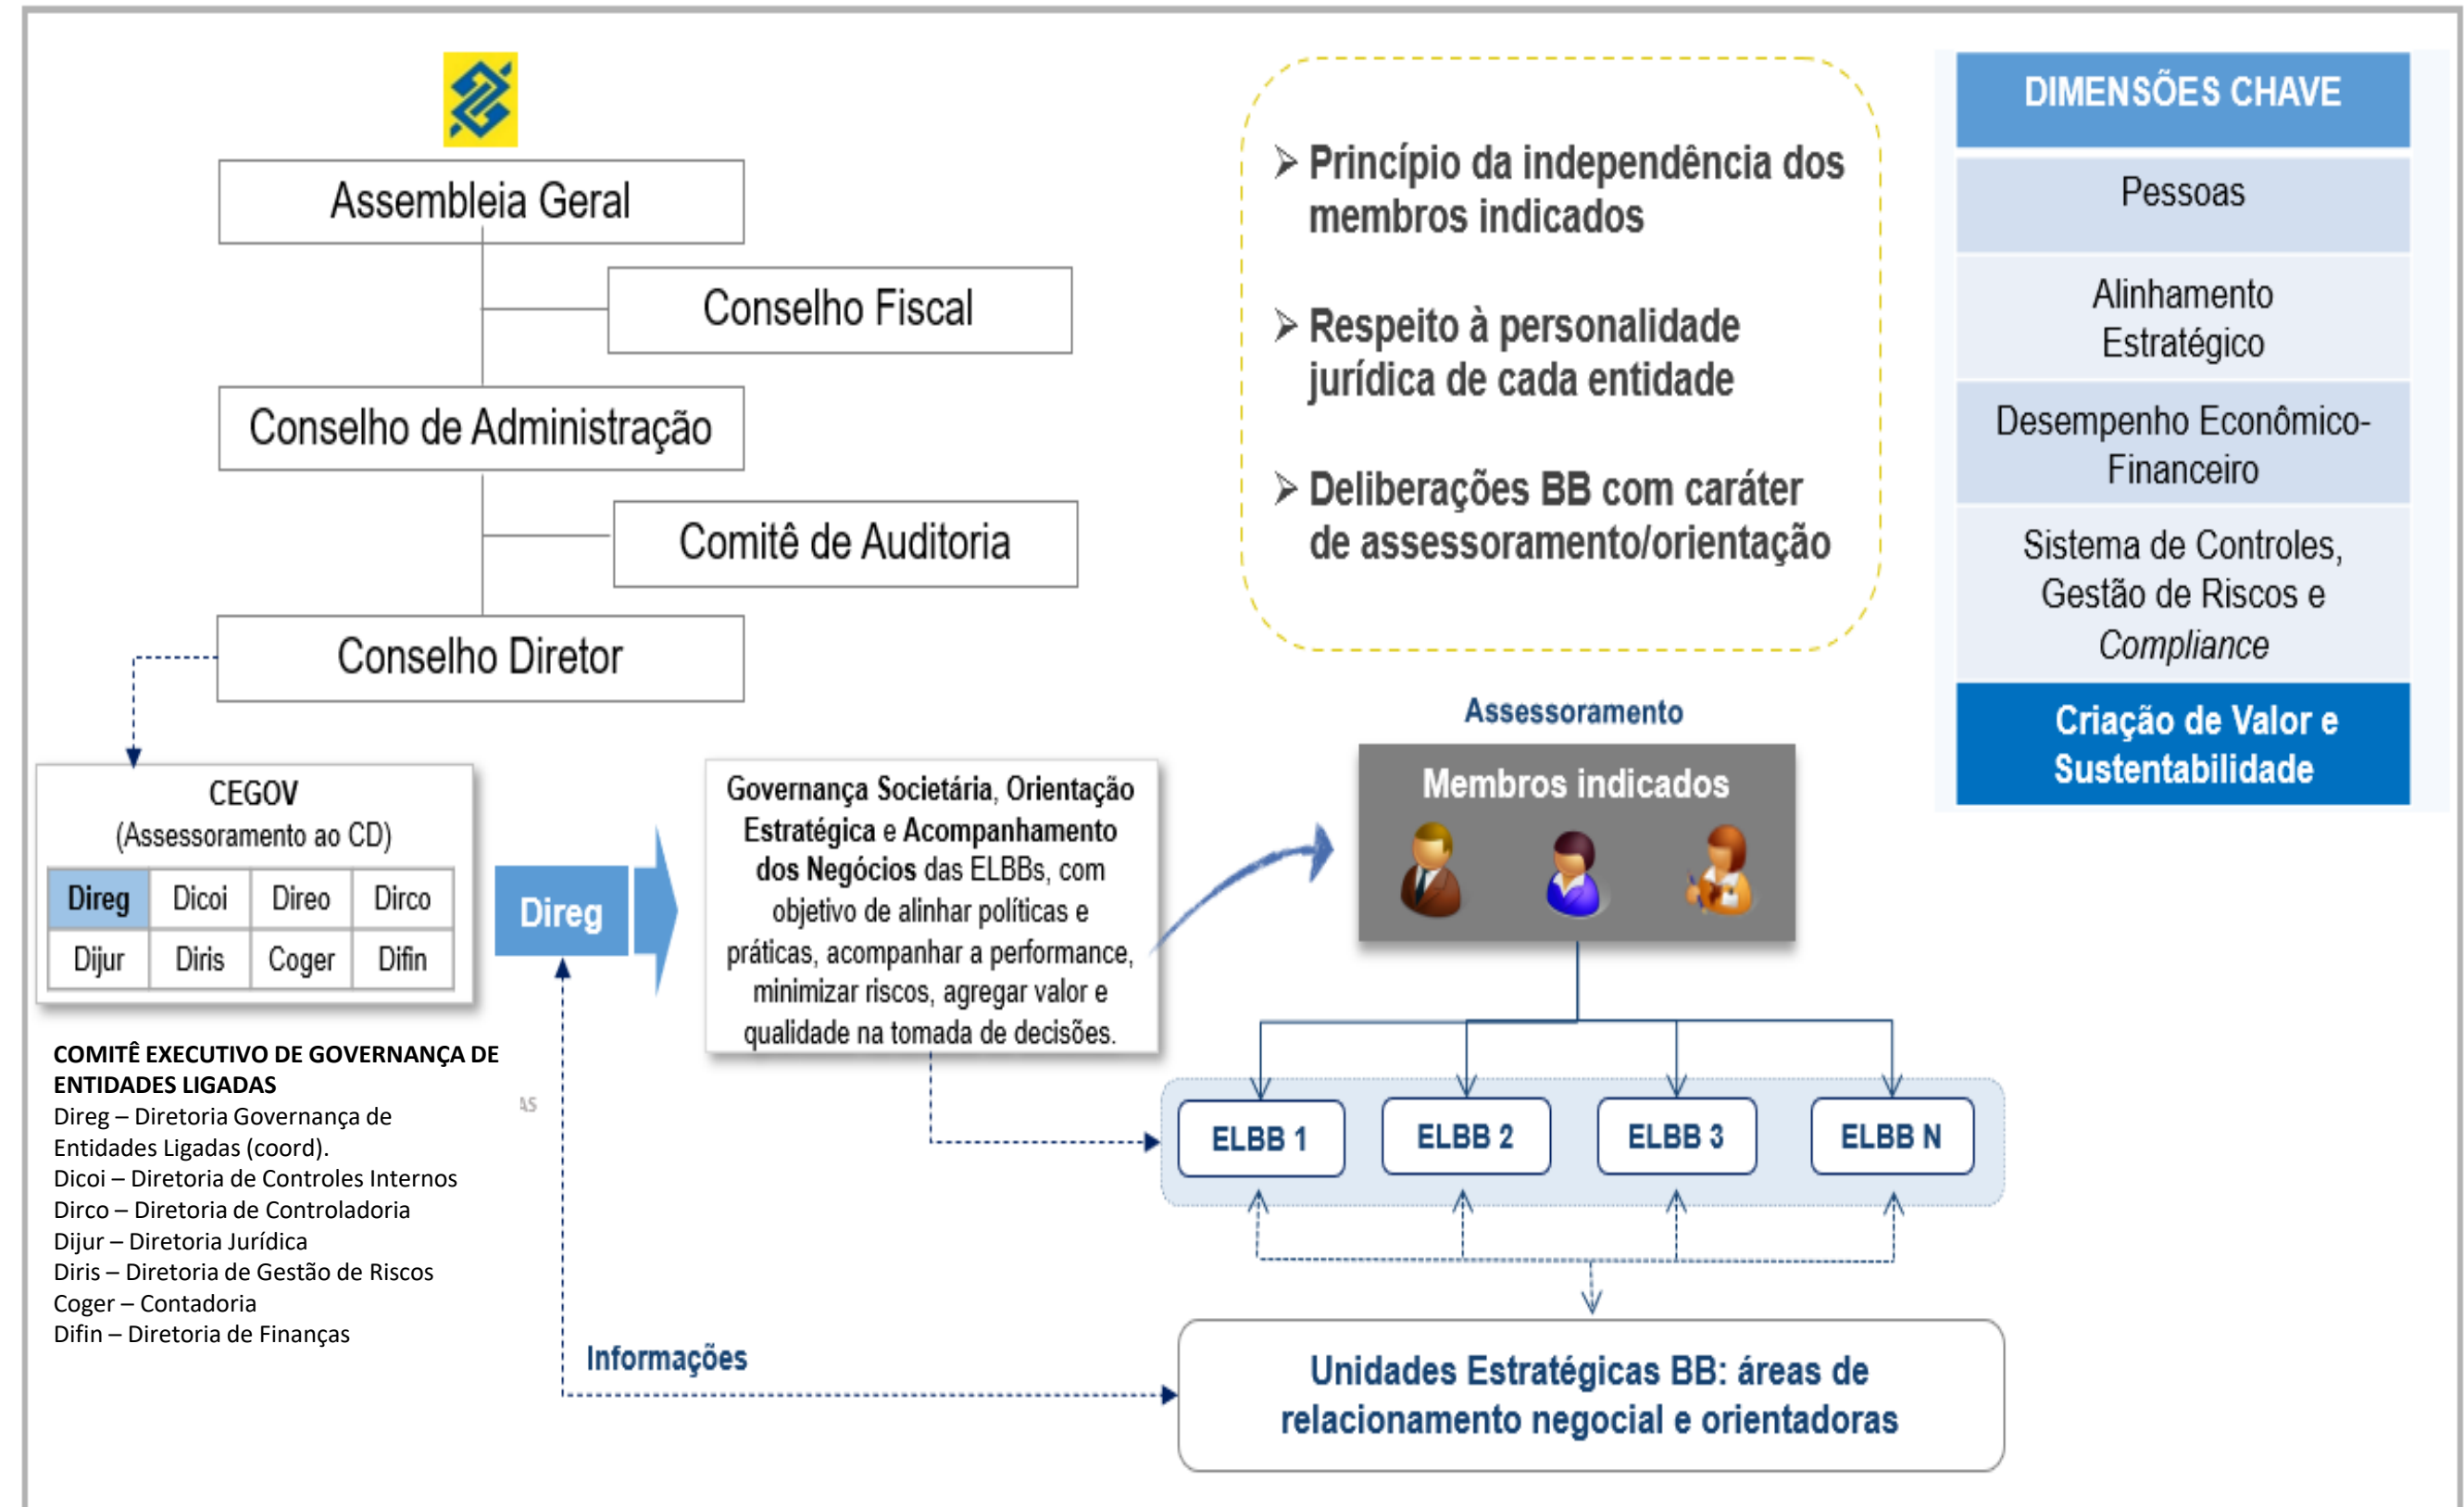 Assembleia Geral
Conselho Fiscal
Conselho de Administração
Comitê de Auditoria
Conselho Diretor
➢ Princípio da independência dos
membros indicados
➢ Respeito à personalidade
jurídica de cada entidade
➢ Deliberações BB com caráter
de assessoramento/orientação
DIMENSÕES CHAVE
Pessoas
Alinhamento
Estratégico
Desempenho Econômico-
Financeiro
Sistema de Controles,
Gestão de Riscos e
Compliance
Criação de Valor e
Sustentabilidade
CEGOV
(Assessoramento ao CD)
Direg Dicoi Direo Dirco
Dijur Diris Coger Difin
Direg
Governança Societária, Orientação
Estratégica e Acompanhamento
dos Negócios das ELBBs, com
objetivo de alinhar políticas e
práticas, acompanhar a performance,
minimizar riscos, agregar valor e
qualidade na tomada de decisões.
Assessoramento
Membros indicados
COMITÊ EXECUTIVO DE GOVERNANÇA DE
ENTIDADES LIGADAS
AS
Direg – Diretoria Governança de
Entidades Ligadas (coord).
Dicoi – Diretoria de Controles Internos
Dirco – Diretoria de Controladoria
Dijur – Diretoria Jurídica
Diris – Diretoria de Gestão de Riscos
Coger – Contadoria
Difin – Diretoria de Finanças
ELBB 1
ELBB 2
ELBB 3
ELBB N
Informações
Unidades Estratégicas BB: áreas de
relacionamento negocial e orientadoras